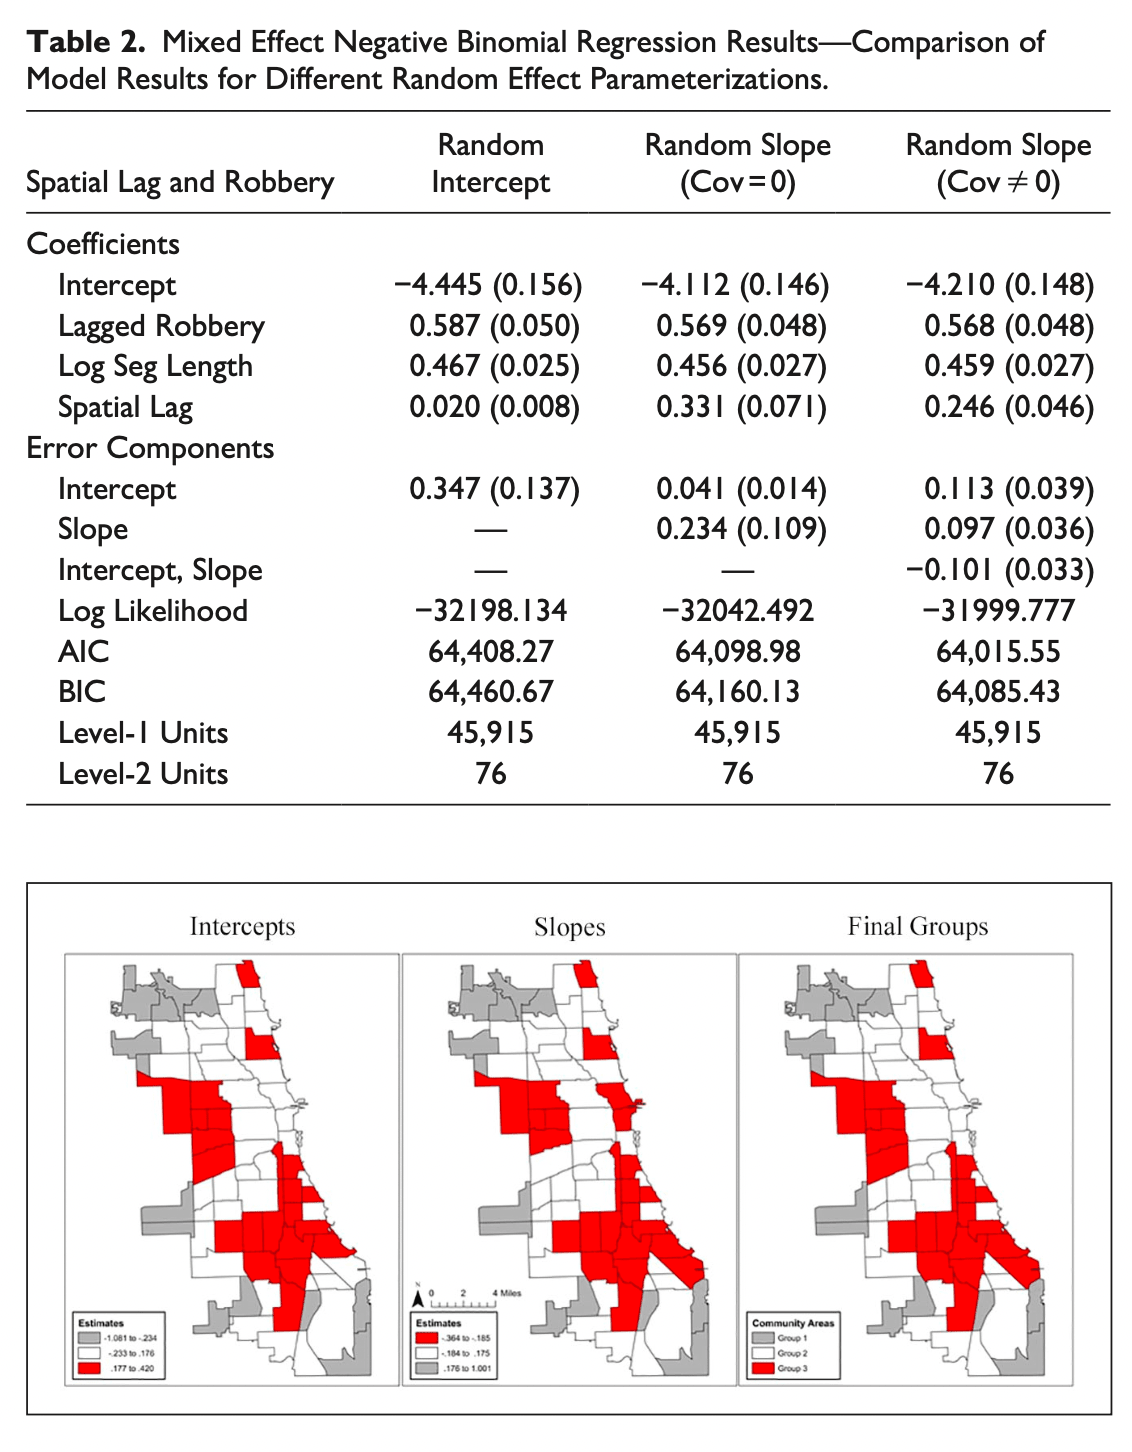 Table 2. Mixed Effect Negative Binomial Regression Results—Comparison of
Model Results for Different Random Effect Parameterizations.
Random Random Slope Random Slope
Spatial Lag and Robbery Intercept (Cov = 0) (Cov ≠ 0)
Coefficients
Intercept −4.445 (0.156) −4.112 (0.146) −4.210 (0.148)
Lagged Robbery 0.587 (0.050) 0.569 (0.048) 0.568 (0.048)
Log Seg Length 0.467 (0.025) 0.456 (0.027) 0.459 (0.027)
Spatial Lag 0.020 (0.008) 0.331 (0.071) 0.246 (0.046)
Error Components
Intercept 0.347 (0.137) 0.041 (0.014) 0.113 (0.039)
Slope — 0.234 (0.109) 0.097 (0.036)
Intercept, Slope — — −0.101 (0.033)
Log Likelihood −32198.134 −32042.492 −31999.777
AIC 64,408.27 64,098.98 64,015.55
BIC 64,460.67 64,160.13 64,085.43
Level-1 Units 45,915 45,915 45,915
Level-2 Units 76 76 76
Intercepts Slopes Final Groups
N
0 2 4 Miles
Estimates
-1.081 to -.234
-.233 to .176
.177 to .420
Estimates
-.364 to -.185
-.184 to .175
.176 to 1.001
Community Areas
Group 1
Group 2
Group 3